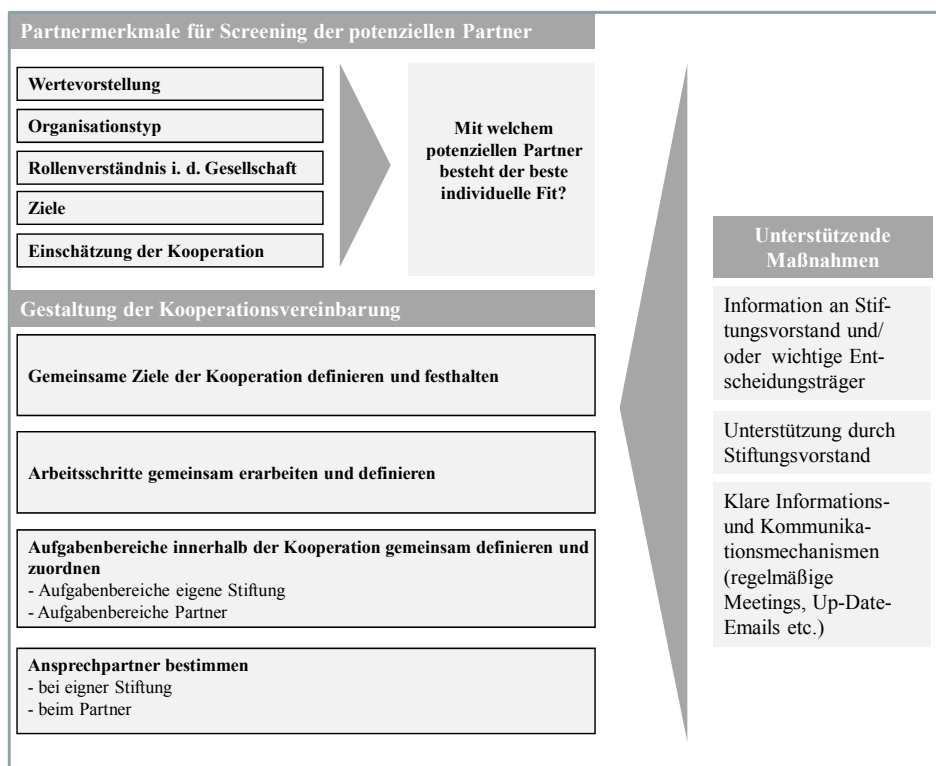 Partnermerkmale für Screening der potenziellen Partner
Wertevorstellung
Organisationstyp
Rollenverständnis i. d. Gesellschaft
Ziele
Einschätzung der Kooperation
Mit welchem
potenziellen Partner
besteht der beste
individuelle Fit?
Gestaltung der Kooperationsvereinbarung
Gemeinsame Ziele der Kooperation definieren und festhalten
Arbeitsschritte gemeinsam erarbeiten und definieren
Aufgabenbereiche innerhalb der Kooperation gemeinsam definieren und
zuordnen
- Aufgabenbereiche eigene Stiftung
- Aufgabenbereiche Partner
Ansprechpartner bestimmen
- bei eigner Stiftung
- beim Partner
Unterstützende
Maßnahmen
Information an Stif-
tungsvorstand und/
oder wichtige Ent-
scheidungsträger
Unterstützung durch
Stiftungsvorstand
Klare Informations-
und Kommunika-
tionsmechanismen
(regelmäßige
Meetings, Up-Date-
Emails etc.)